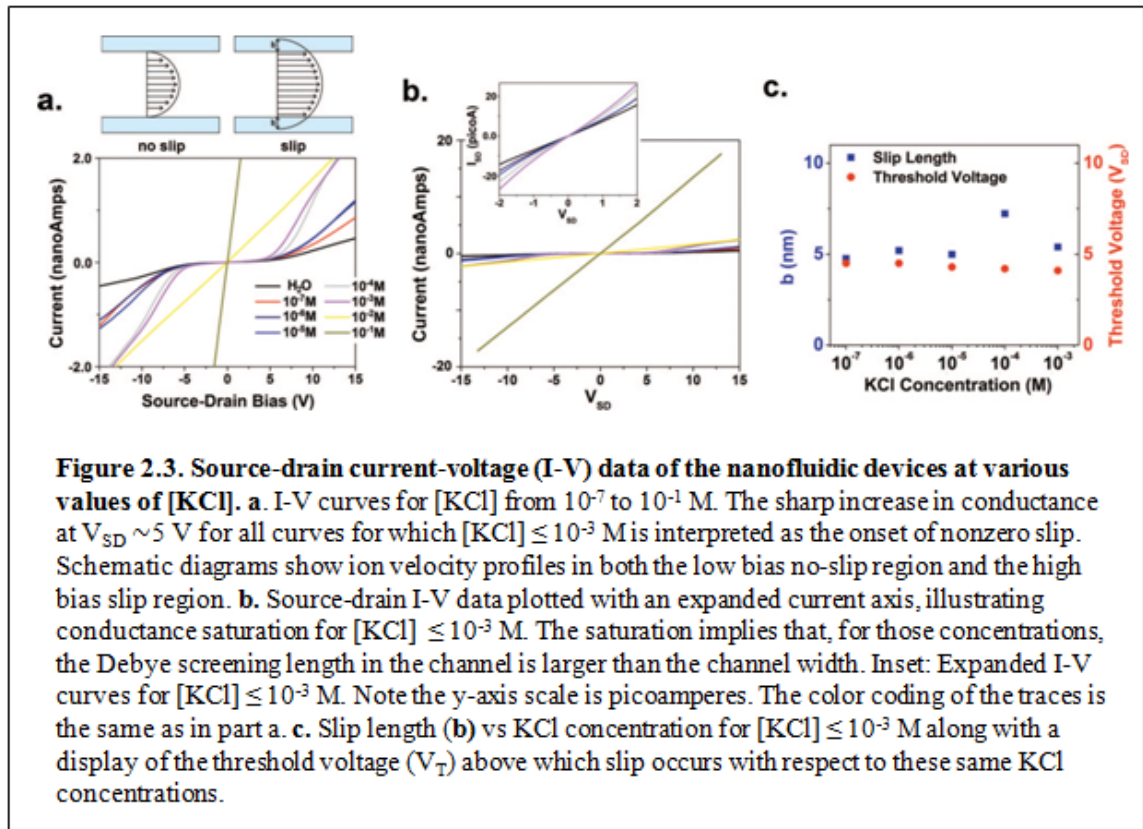 a.
no slip
slip
b
b
2.0
0.0
-2.0
Current (nanoAmps)
H₂O
10⁻⁷M
10⁻⁶M
10⁻⁵M
10⁻⁴M
10⁻³M
10⁻²M
10⁻¹M
-15 -10 -5 0 5 10 15
Source-Drain Bias (V)
b.
20
0
-20
I_SD (picoA)
-2 -1 0 1 2
V_SD
20
0
-20
Current (nanoAmps)
-15 -10 -5 0 5 10 15
V_SD
c.
Slip Length
Threshold Voltage
10
5
0
b (nm)
10
5
0
Threshold Voltage (V_SD)
10⁻⁷ 10⁻⁶ 10⁻⁵ 10⁻⁴ 10⁻³
KCl Concentration (M)
Figure 2.3. Source-drain current-voltage (I-V) data of the nanofluidic devices at various
values of [KCl]. a. I-V curves for [KCl] from 10⁻⁷ to 10⁻¹ M. The sharp increase in conductance
at V_SD ~5 V for all curves for which [KCl] ≤ 10⁻³ M is interpreted as the onset of nonzero slip.
Schematic diagrams show ion velocity profiles in both the low bias no-slip region and the high
bias slip region. b. Source-drain I-V data plotted with an expanded current axis, illustrating
conductance saturation for [KCl] ≤ 10⁻³ M. The saturation implies that, for those concentrations,
the Debye screening length in the channel is larger than the channel width. Inset: Expanded I-V
curves for [KCl] ≤ 10⁻³ M. Note the y-axis scale is picoamperes. The color coding of the traces is
the same as in part a. c. Slip length (b) vs KCl concentration for [KCl] ≤ 10⁻³ M along with a
display of the threshold voltage (V_T) above which slip occurs with respect to these same KCl
concentrations.